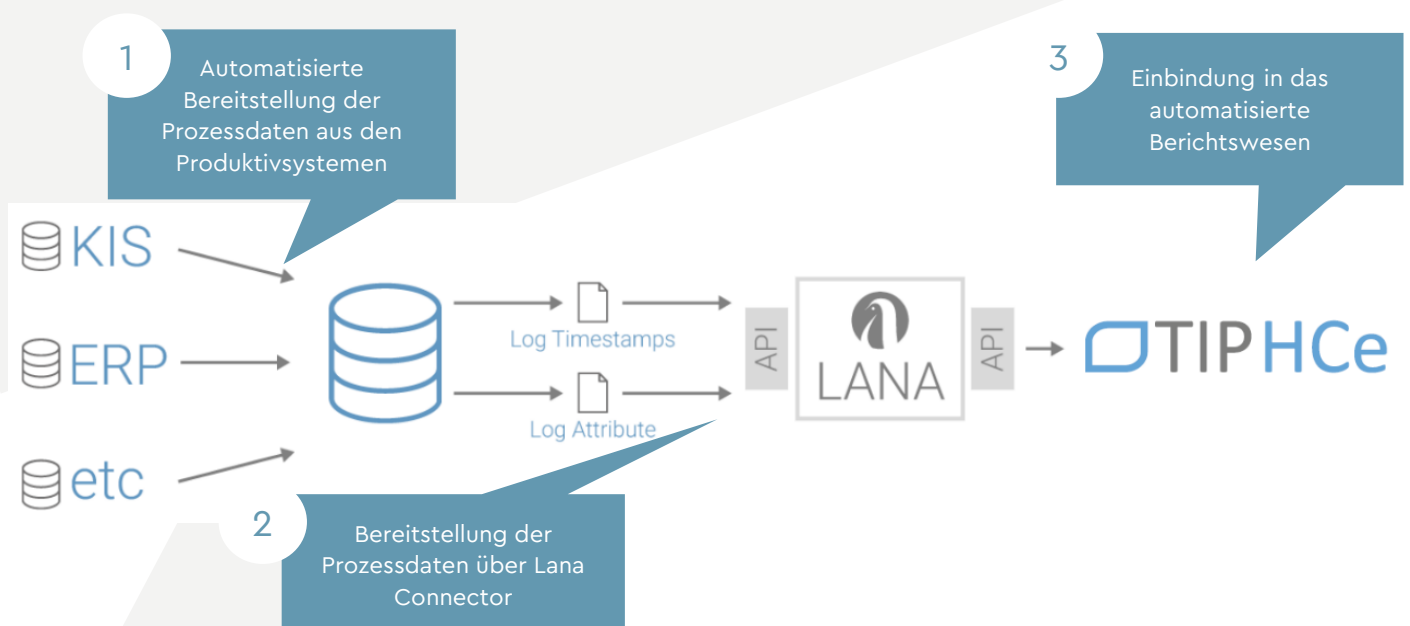 1
Automatisierte
Bereitstellung der
Prozessdaten aus den
Produktivsystemen
3
Einbindung in das
automatisierte
Berichtswesen
KIS
ERP
etc
Log Timestamps
Log Attribute
API
LANA
API
TIP HCe
2
Bereitstellung der
Prozessdaten über Lana
Connector